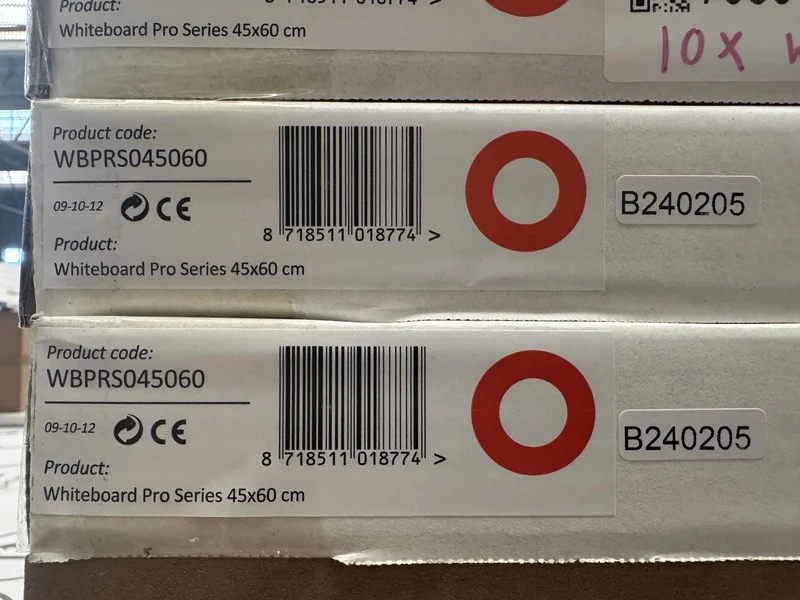 Product:
Whiteboard Pro Series 45x60 cm
10x
Product code:
WBPRS045060
09-10-12 CE
8 718511 018774 >
Product:
Whiteboard Pro Series 45x60 cm
B240205
Product code:
WBPRS045060
09-10-12 CE
8 718511 018774 >
Product:
Whiteboard Pro Series 45x60 cm
B240205